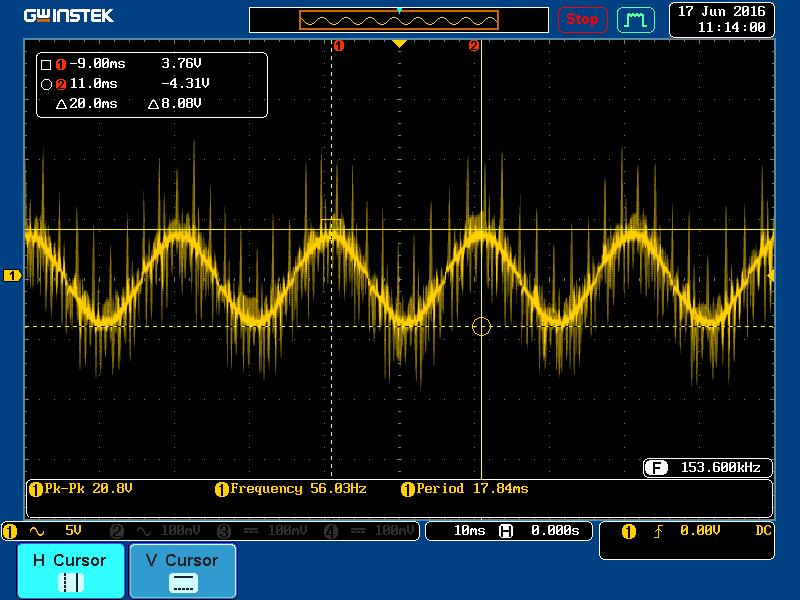 GWINSTEK
Stop
17 Jun 2016
11:14:00
1 2
1 -9.00ms 3.76V
2 11.0ms -4.31V
△20.0ms △8.08V
1
F 153.600kHz
1 Pk-Pk 20.8V 1 Frequency 56.03Hz 1 Period 17.84ms
1 5V 2 100mV 3 100mV 4 100mV 10ms H 0.000s 1 0.00V DC
H Cursor V Cursor